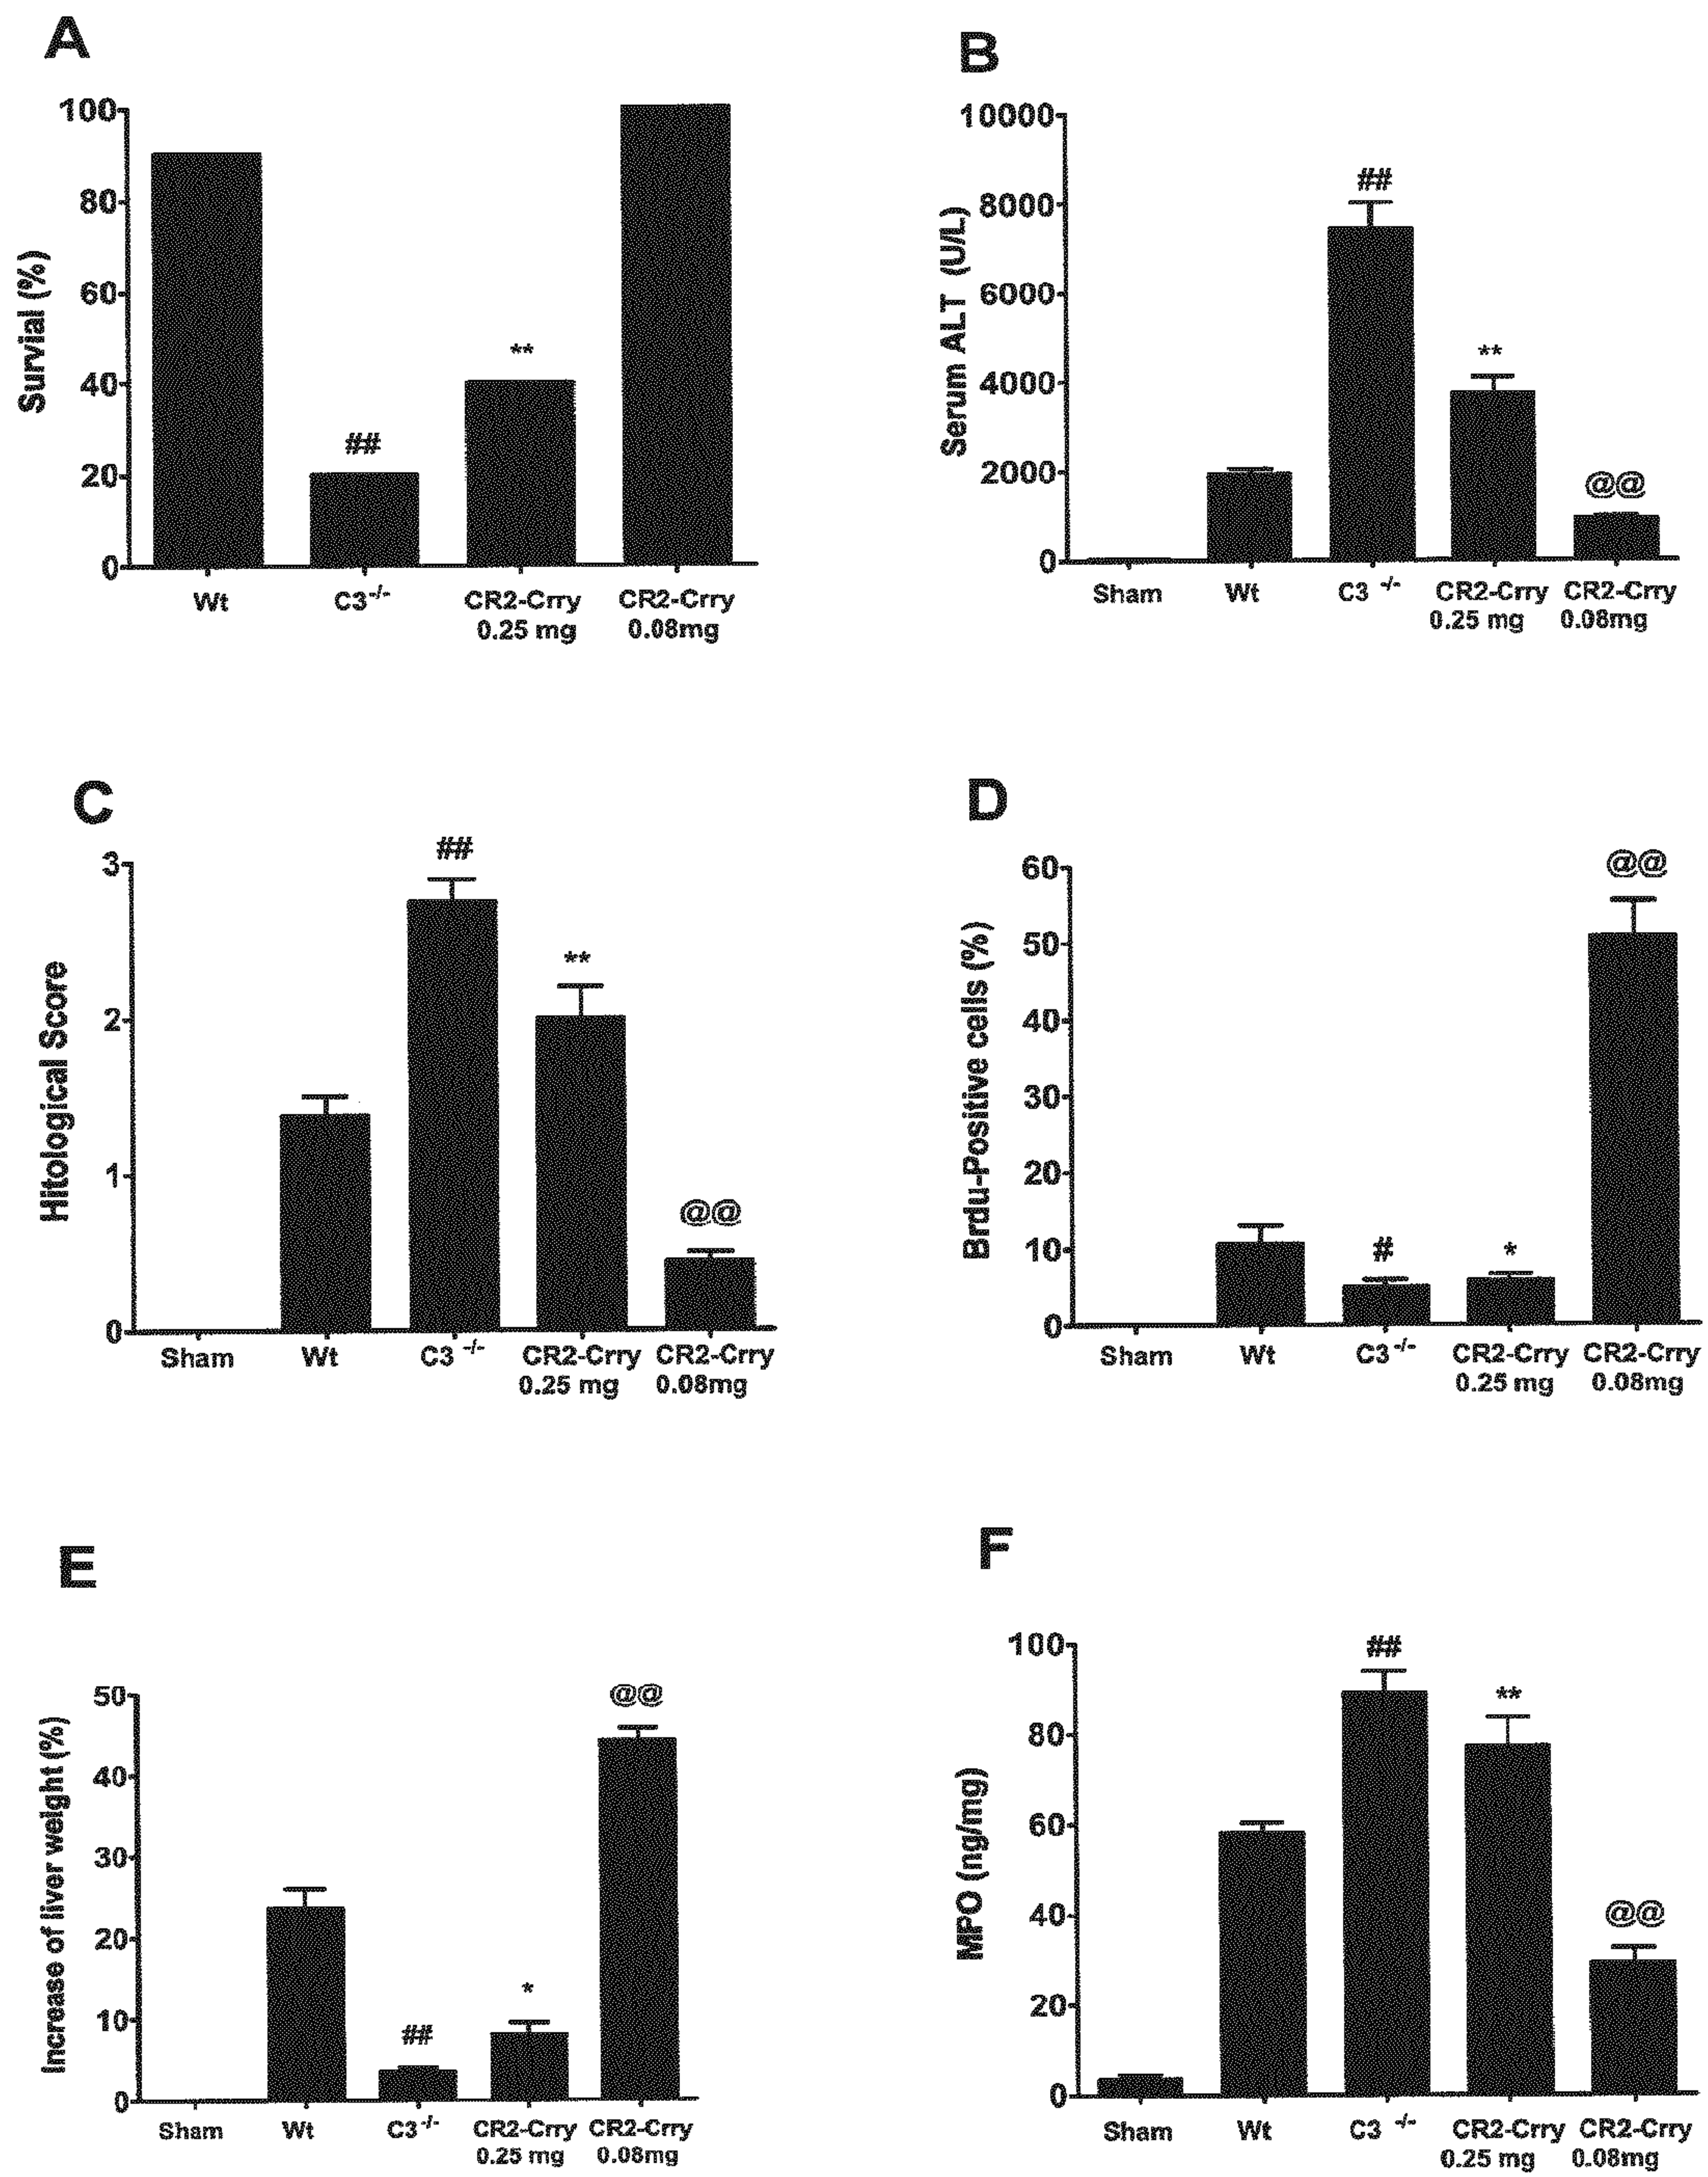 A
Survial (%)
100
80
60
40
20
0
##
**
Wt C3-/- CR2-Crry CR2-Crry
0.25 mg 0.08mg
B
Serum ALT (U/L)
10000
8000
6000
4000
2000
0
##
**
@@
Sham Wt C3 -/- CR2-Crry CR2-Crry
0.25 mg 0.08mg
C
Hitological Score
3
2
1
0
##
**
@@
Sham Wt C3 -/- CR2-Crry CR2-Crry
0.25 mg 0.08mg
D
Brdu-Positive cells (%)
60
50
40
30
20
10
0
@@
#
*
Sham Wt C3-/- CR2-Crry CR2-Crry
0.25 mg 0.08mg
E
Increase of liver weight (%)
50
40
30
20
10
0
@@
*
##
Sham Wt C3-/- CR2-Crry CR2-Crry
0.25 mg 0.08mg
F
MPO (ng/mg)
100
80
60
40
20
0
##
**
@@
Sham Wt C3 -/- CR2-Crry CR2-Crry
0.25 mg 0.08mg